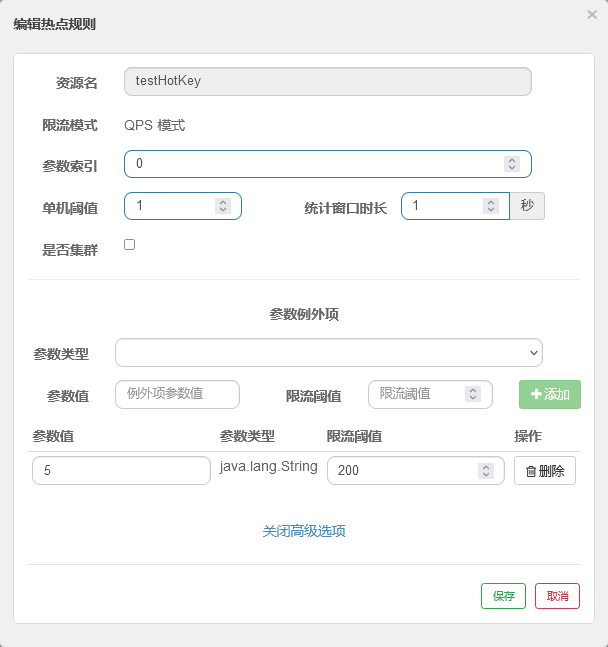 编辑热点规则
×
资源名 testHotKey
限流模式 QPS 模式
参数索引 0
单机阈值 1 统计窗口时长 1 秒
是否集群
参数例外项
参数类型
参数值 例外项参数值 限流阈值 限流阈值 添加
参数值 参数类型 限流阈值 操作
5 java.lang.String 200 删除
关闭高级选项
保存 取消